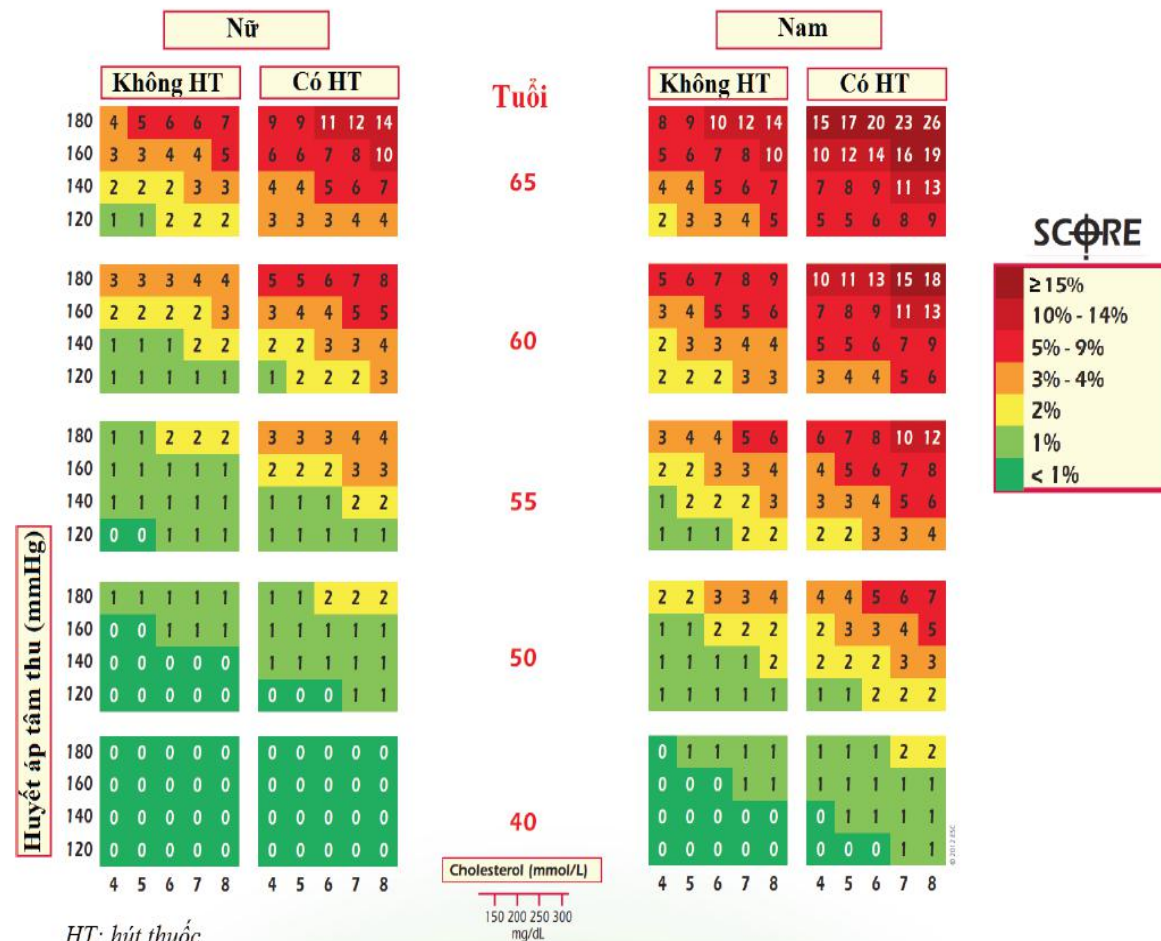 Nữ Nam
Không HT Có HT Tuổi Không HT Có HT
180 4 5 6 6 7 9 9 11 12 14 8 9 10 12 14 15 17 20 23 26
160 3 3 4 4 5 6 6 7 8 10 5 6 7 8 10 10 12 14 16 19
65
140 2 2 2 3 3 4 4 5 6 7 4 4 5 6 7 7 8 9 11 13
120 1 1 2 2 2 3 3 3 4 4 2 3 3 4 5 5 5 6 8 9
SCORE
≥ 15%
10% - 14%
5% - 9%
3% - 4%
2%
1%
< 1%
180 3 3 3 4 4 5 5 6 7 8 5 6 7 8 9 10 11 13 15 18
160 2 2 2 2 3 3 4 4 5 5 3 4 5 5 6 7 8 9 11 13
60
140 1 1 1 2 2 2 2 3 3 4 2 3 3 4 4 5 5 6 7 9
120 1 1 1 1 1 1 2 2 2 3 2 2 2 3 3 3 4 4 5 6
180 1 1 2 2 2 3 3 3 4 4 3 4 4 5 6 6 7 8 10 12
160 1 1 1 1 1 2 2 2 3 3 2 2 3 3 4 4 5 6 7 8
55
140 1 1 1 1 1 1 1 1 2 2 1 2 2 2 3 3 3 4 5 6
120 0 0 1 1 1 1 1 1 1 1 1 1 1 2 2 2 2 3 3 4
Huyết áp tâm thu (mmHg)
180 1 1 1 1 1 1 1 2 2 2 2 2 3 3 4 4 4 5 6 7
160 0 0 1 1 1 1 1 1 1 1 1 1 2 2 2 2 3 3 4 5
50
140 0 0 0 0 0 1 1 1 1 1 1 1 1 1 2 2 2 2 3 3
120 0 0 0 0 0 0 0 0 1 1 1 1 1 1 1 1 1 2 2 2
180 0 0 0 0 0 0 0 0 0 0 0 1 1 1 1 1 1 1 2 2
160 0 0 0 0 0 0 0 0 0 0 0 0 0 1 1 1 1 1 1 1
40
140 0 0 0 0 0 0 0 0 0 0 0 0 0 0 0 0 1 1 1 1
120 0 0 0 0 0 0 0 0 0 0 0 0 0 0 0 0 0 0 1 1
© 2012 ESC
4 5 6 7 8 4 5 6 7 8 Cholesterol (mmol/L) 4 5 6 7 8 4 5 6 7 8
150 200 250 300
mg/dL
HT: hút thuốc